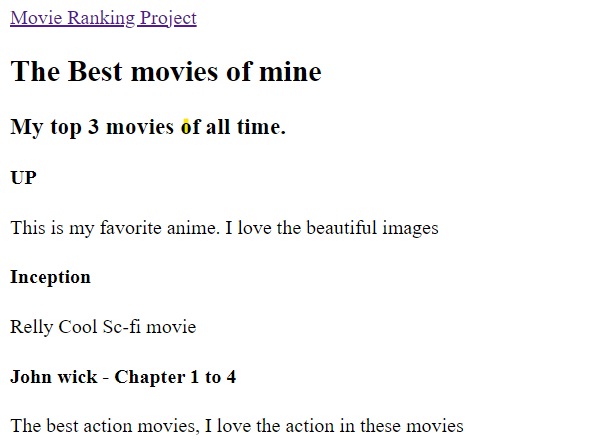 Movie Ranking Project
The Best movies of mine
My top 3 movies of all time.
UP
This is my favorite anime. I love the beautiful images
Inception
Relly Cool Sc-fi movie
John wick - Chapter 1 to 4
The best action movies, I love the action in these movies